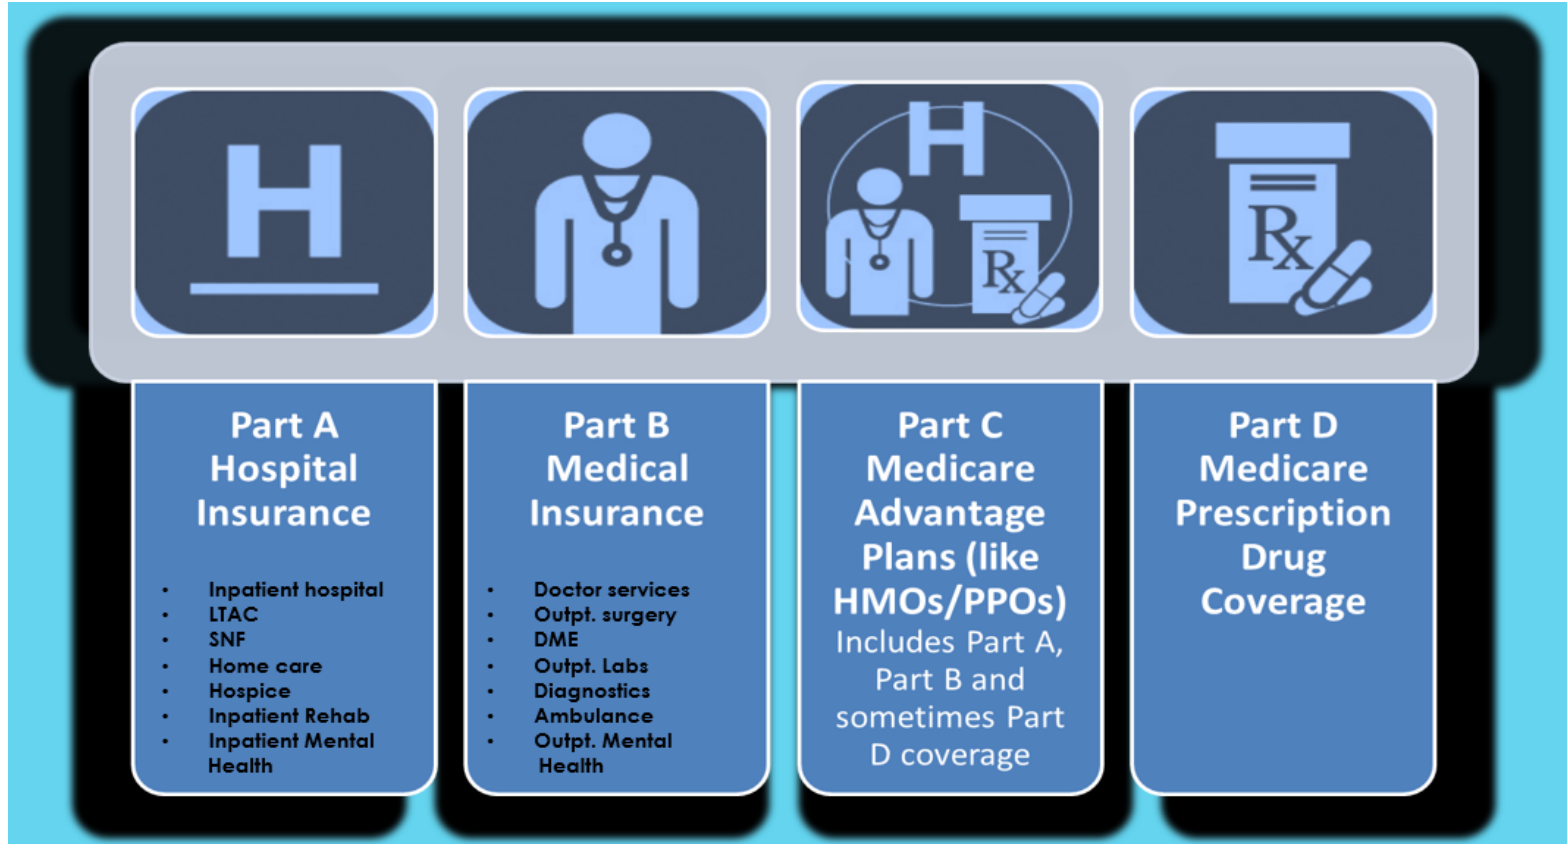 H
H
Rx
Rx
Part A
Hospital
Insurance
• Inpatient hospital
• LTAC
• SNF
• Home care
• Hospice
• Inpatient Rehab
• Inpatient Mental
Health
Part B
Medical
Insurance
• Doctor services
• Outpt. surgery
• DME
• Outpt. Labs
• Diagnostics
• Ambulance
• Outpt. Mental
Health
Part C
Medicare
Advantage
Plans (like
HMOs/PPOs)
Includes Part A,
Part B and
sometimes Part
D coverage
Part D
Medicare
Prescription
Drug
Coverage